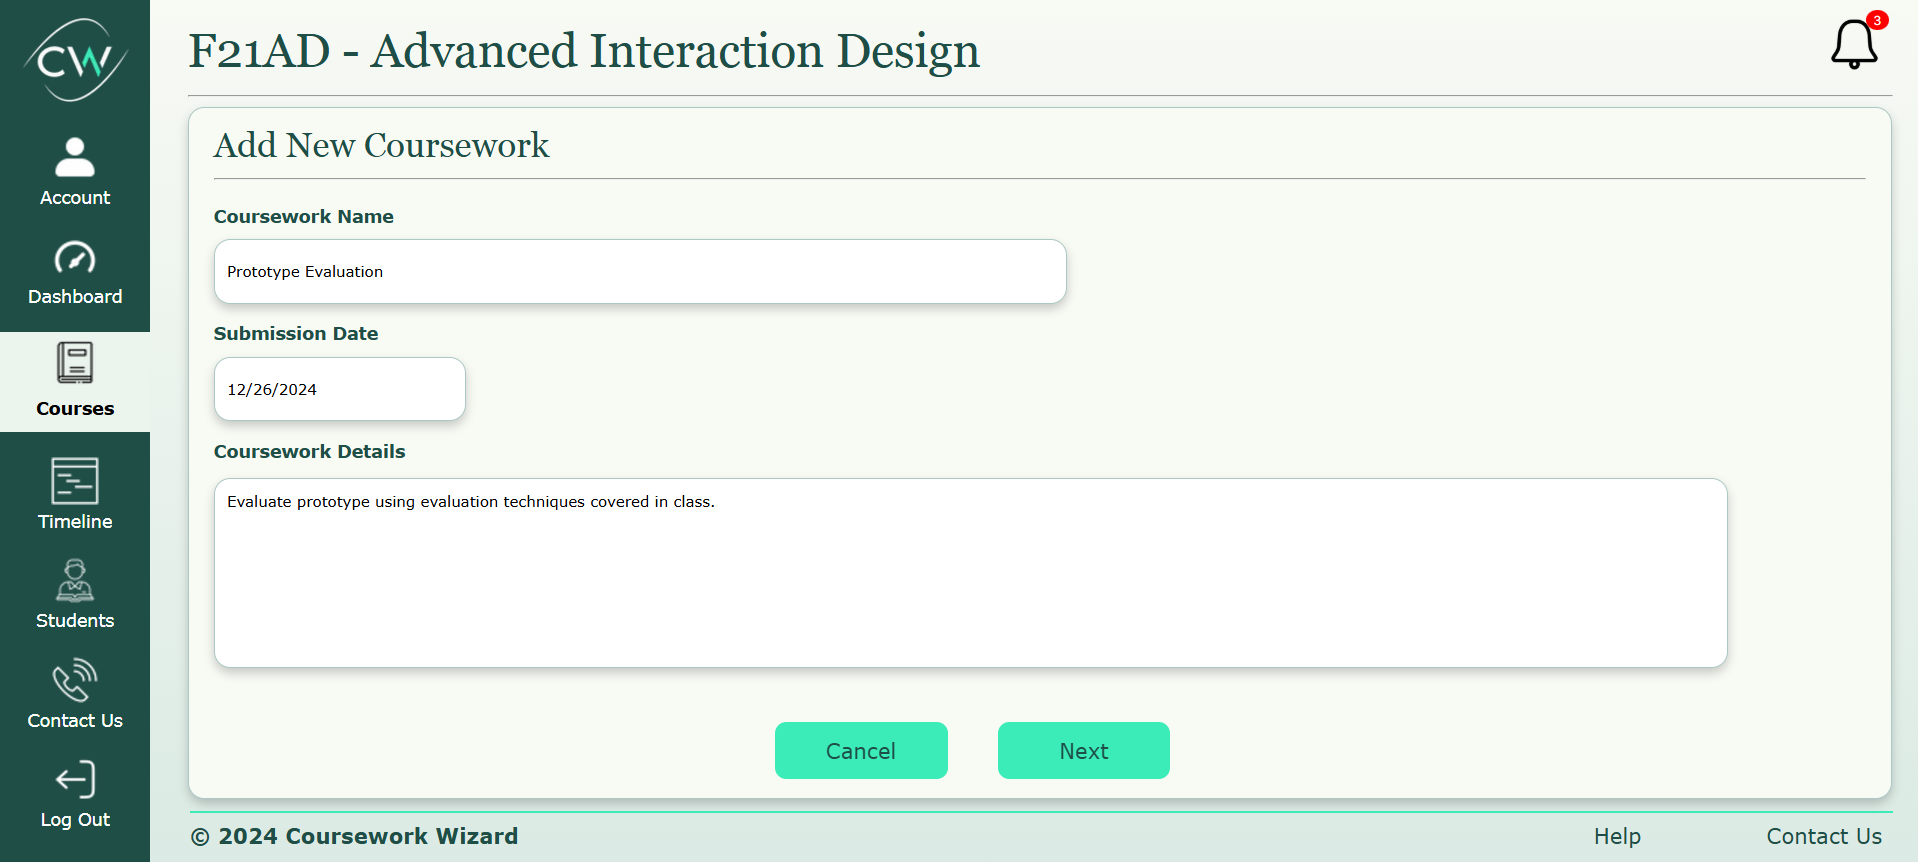 CW
Account
Dashboard
Courses
Timeline
Students
Contact Us
Log Out
F21AD - Advanced Interaction Design
3
Add New Coursework
Coursework Name
Prototype Evaluation
Submission Date
12/26/2024
Coursework Details
Evaluate prototype using evaluation techniques covered in class.
Cancel
Next
© 2024 Coursework Wizard
Help
Contact Us